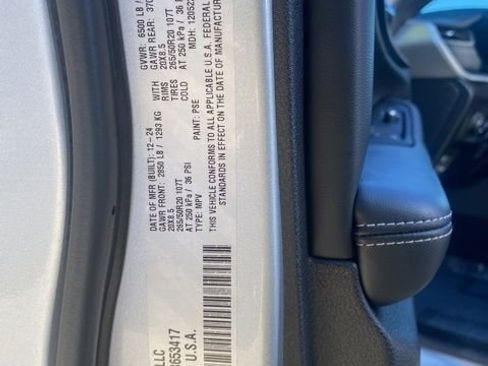 LLC
653417
U.S.A.
DATE OF MFR (BUILT): 12-24
GVWR: 6500 LB /
GAWR FRONT: 2850 LB / 1293 KG
WITH
GAWR REAR: 370
20X8.5
RIMS
20X8.5
265/50R20 107T
TIRES
265/50R20 107T
AT 250 kPa / 36 PSI
COLD
AT 250 kPa / 36 P
TYPE: MPV
PAINT: PSE
MDH: 12052
THIS VEHICLE CONFORMS TO ALL APPLICABLE U.S.A. FEDERAL
STANDARDS IN EFFECT ON THE DATE OF MANUFACTURE